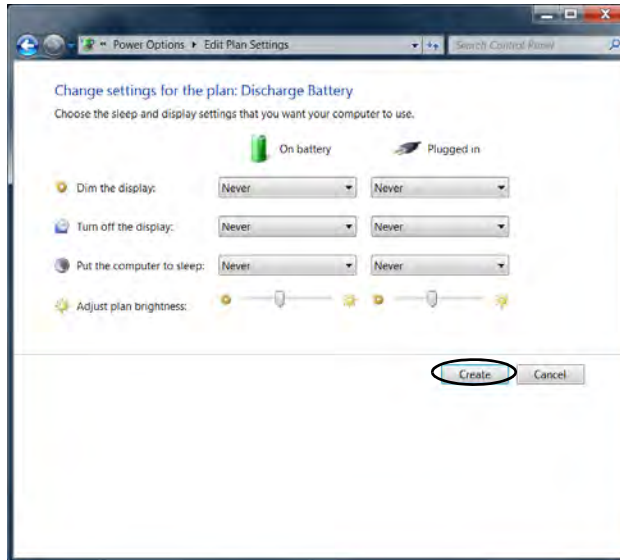 Power Options ▸ Edit Plan Settings Search Control Panel
Change settings for the plan: Discharge Battery
Choose the sleep and display settings that you want your computer to use.
On battery Plugged in
Dim the display: Never Never
Turn off the display: Never Never
Put the computer to sleep: Never Never
Adjust plan brightness:
Create Cancel